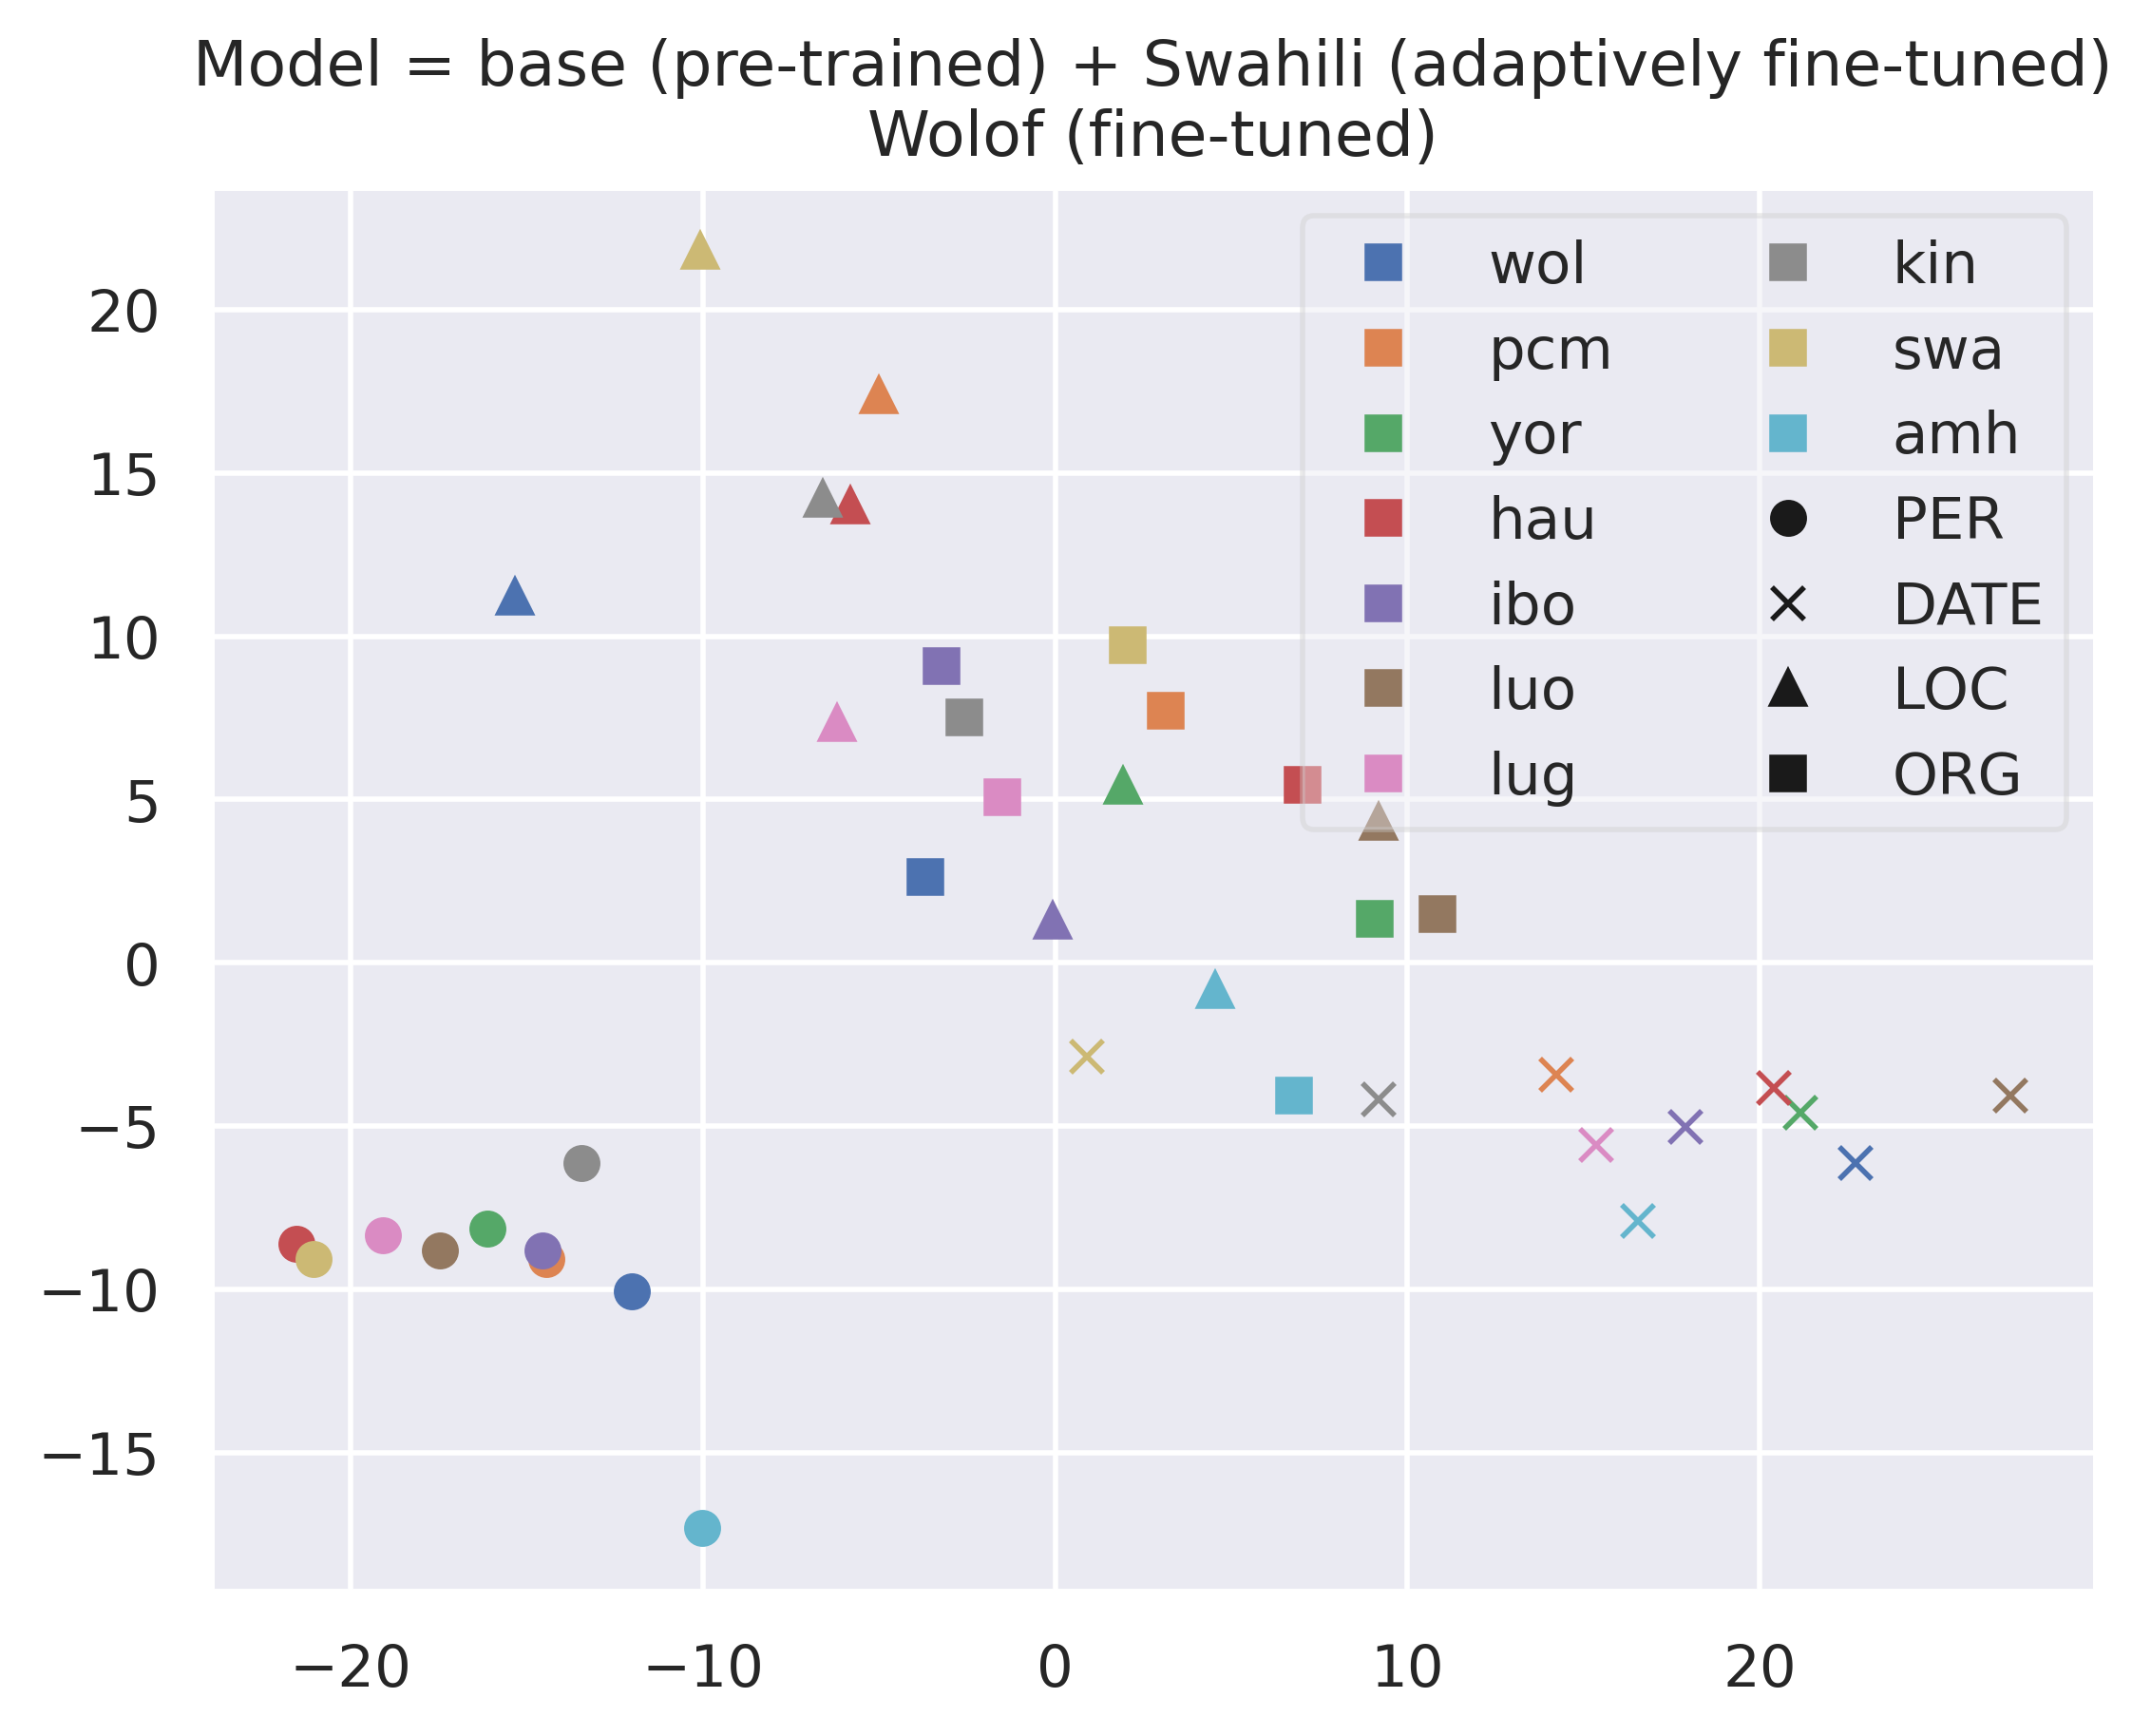 Model = base (pre-trained) + Swahili (adaptively fine-tuned)
Wolof (fine-tuned)
wol
pcm
yor
hau
ibo
luo
lug
kin
swa
amh
PER
DATE
LOC
ORG
20
15
10
5
0
−5
−10
−15
−20
−10
0
10
20